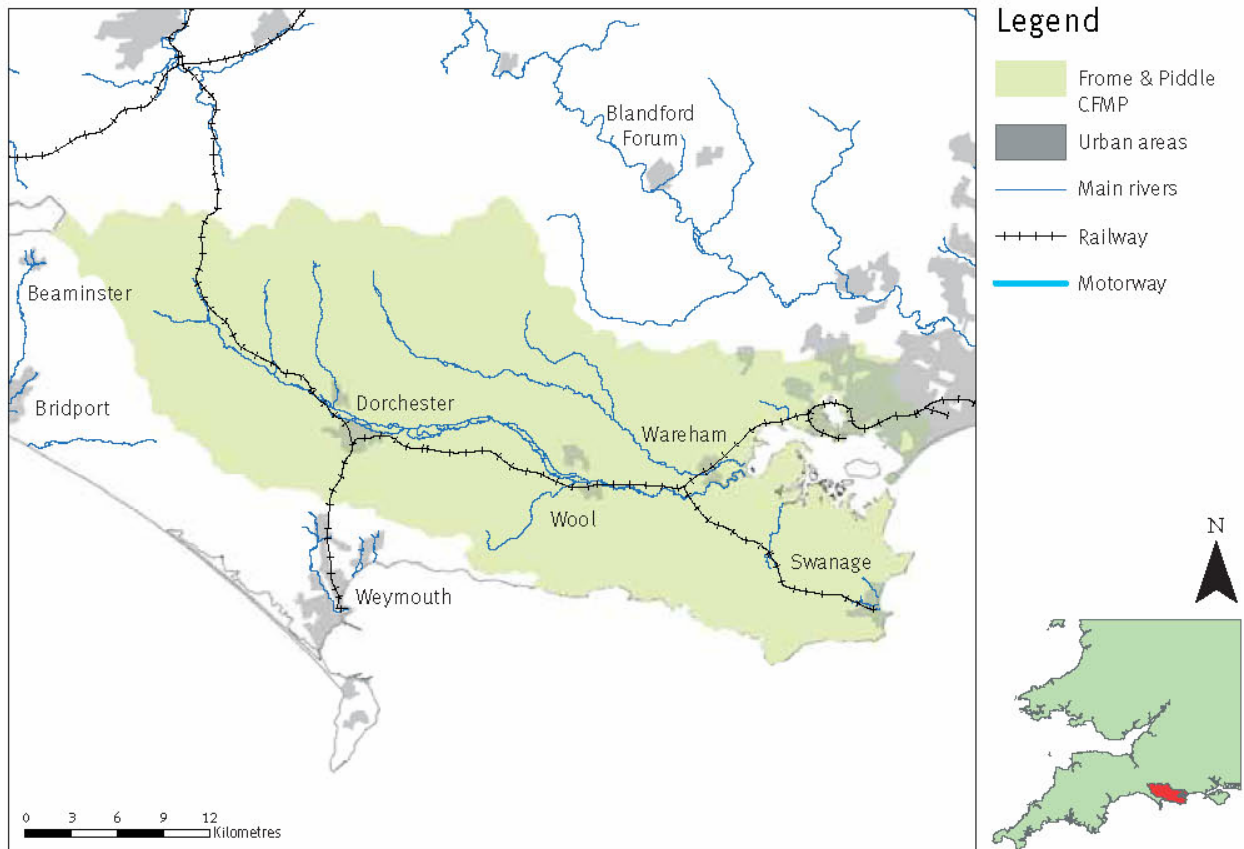 Legend
Frome & Piddle
CFMP
Urban areas
Main rivers
Railway
Motorway
Blandford
Forum
Beaminster
Bridport
Dorchester
Wareham
Wool
Swanage
Weymouth
N
0 3 6 9 12
Kilometres